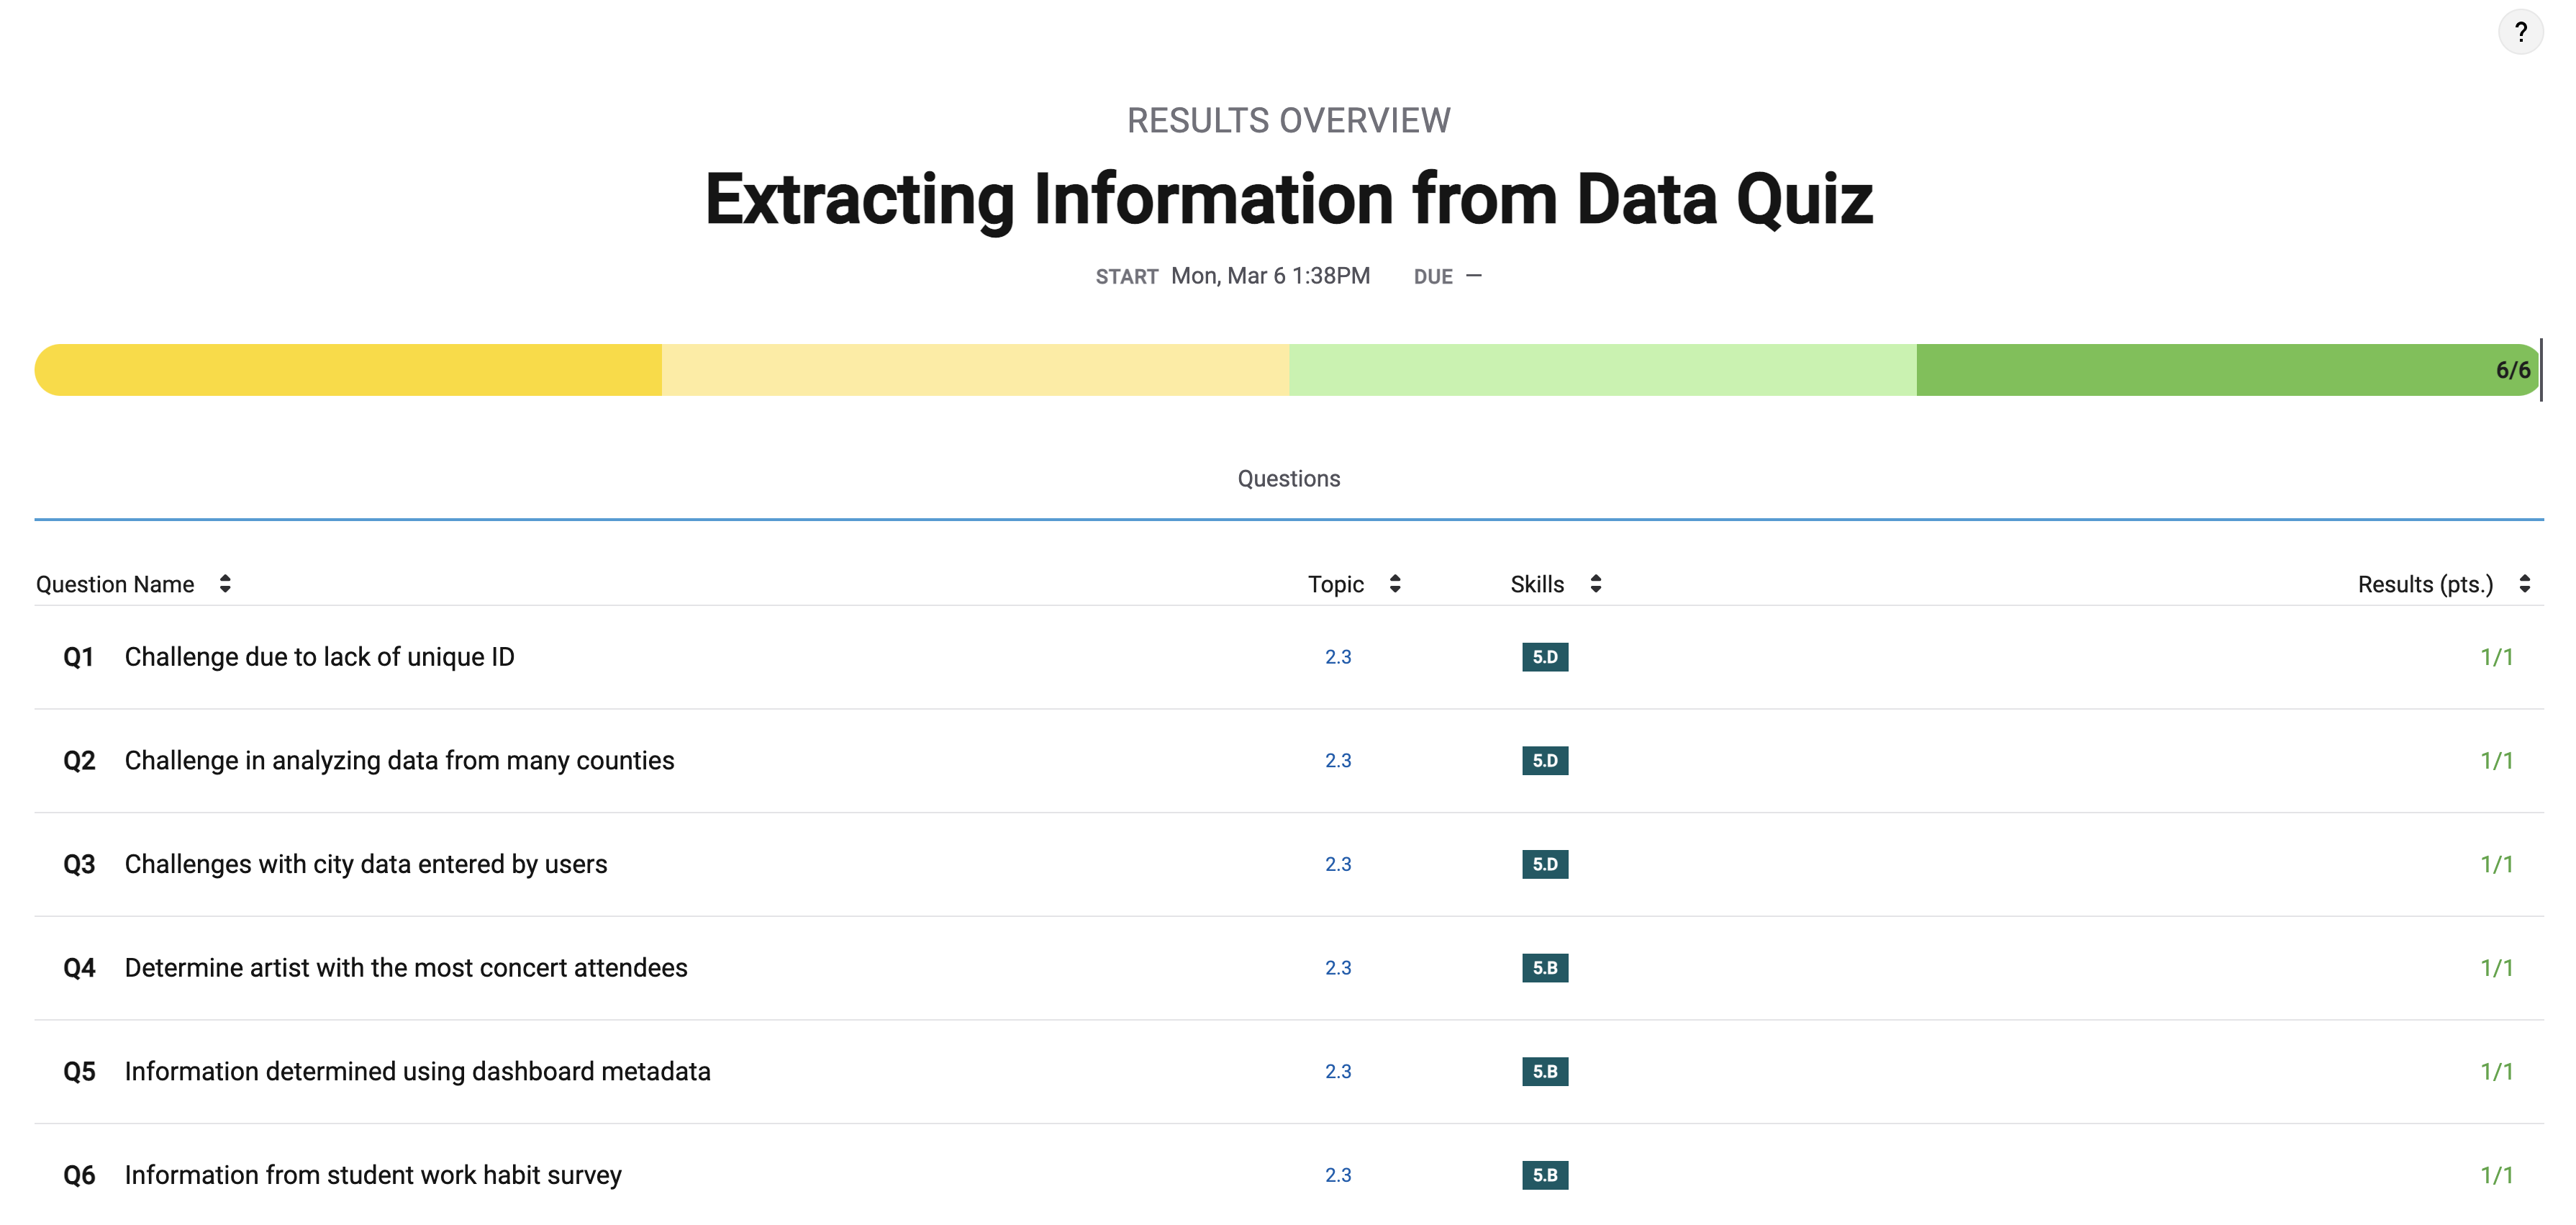 ?
RESULTS OVERVIEW
Extracting Information from Data Quiz
START Mon, Mar 6 1:38PM DUE —
6/6
Questions
Question Name Topic Skills Results (pts.)
Q1 Challenge due to lack of unique ID 2.3 5.D 1/1
Q2 Challenge in analyzing data from many counties 2.3 5.D 1/1
Q3 Challenges with city data entered by users 2.3 5.D 1/1
Q4 Determine artist with the most concert attendees 2.3 5.B 1/1
Q5 Information determined using dashboard metadata 2.3 5.B 1/1
Q6 Information from student work habit survey 2.3 5.B 1/1